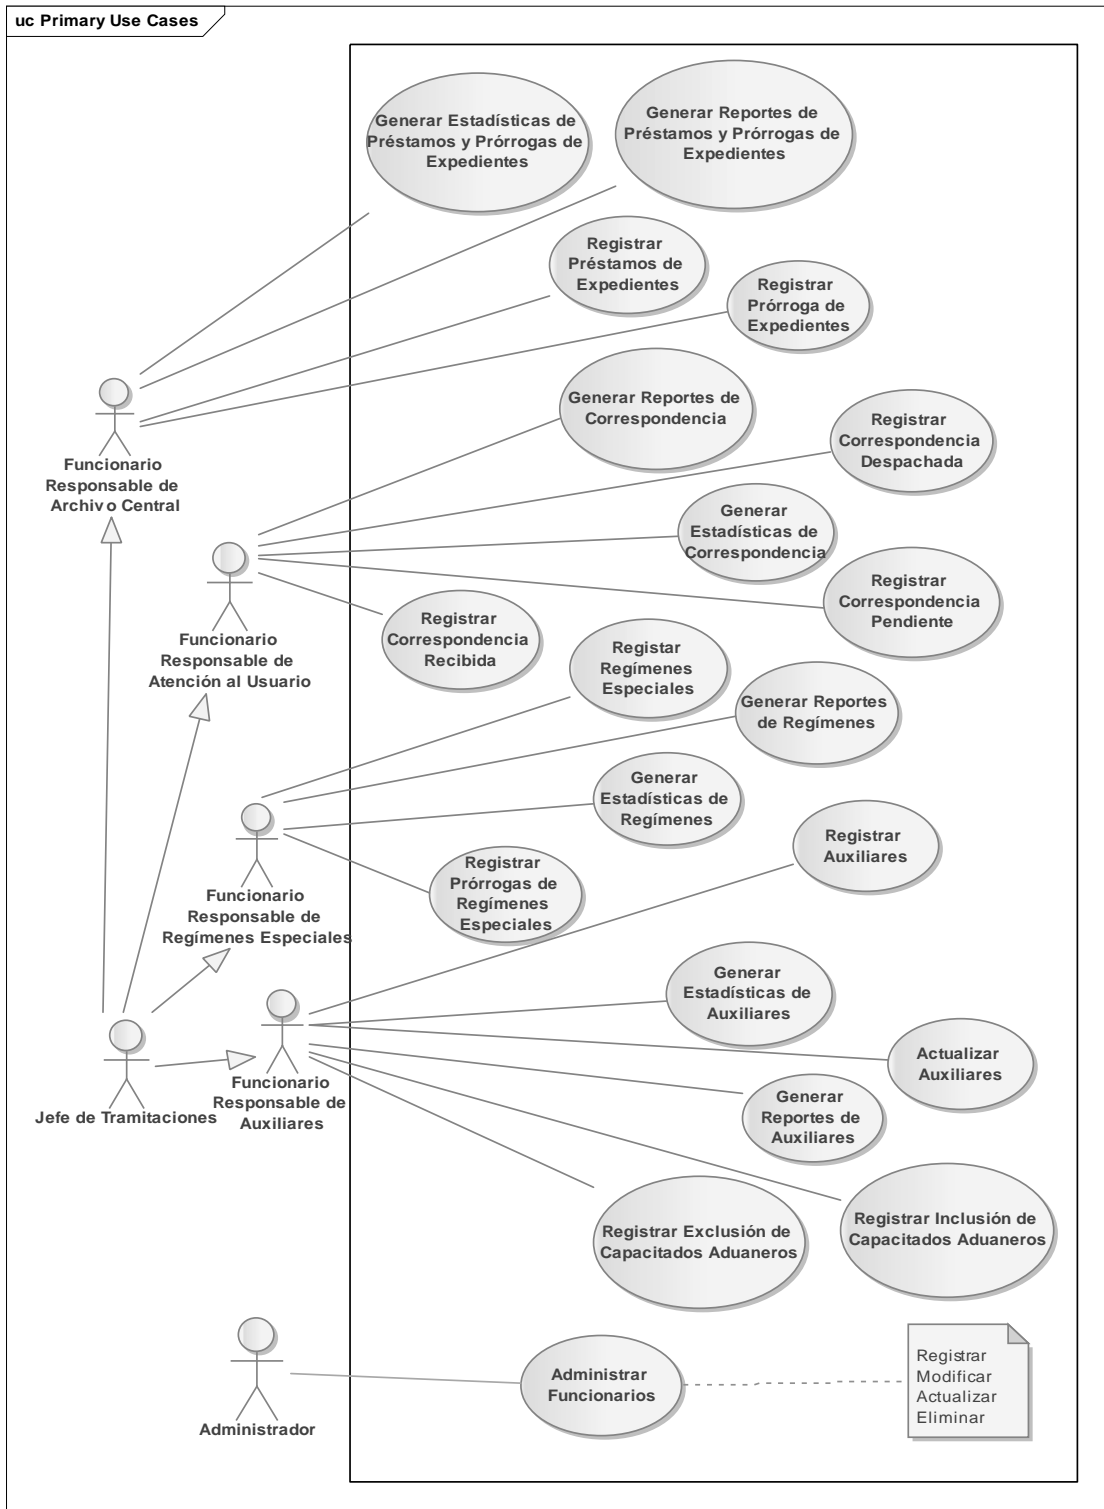 uc Primary Use Cases
Generar Estadísticas de
Préstamos y Prórrogas de
Expedientes
Generar Reportes de
Préstamos y Prórrogas de
Expedientes
Registrar
Préstamos de
Expedientes
Registrar
Prórroga de
Expedientes
Funcionario
Responsable de
Archivo Central
Generar Reportes de
Correspondencia
Registrar
Correspondencia
Despachada
Generar
Estadísticas de
Correspondencia
Registrar
Correspondencia
Pendiente
Funcionario
Responsable de
Atención al Usuario
Registrar
Correspondencia
Recibida
Registar
Regímenes
Especiales
Generar Reportes
de Regímenes
Generar
Estadísticas de
Regímenes
Registrar
Auxiliares
Registrar
Prórrogas de
Regímenes
Especiales
Funcionario
Responsable de
Regímenes Especiales
Generar
Estadísticas de
Auxiliares
Actualizar
Auxiliares
Jefe de Tramitaciones
Funcionario
Responsable de
Auxiliares
Generar
Reportes de
Auxiliares
Registrar Exclusión de
Capacitados Aduaneros
Registrar Inclusión de
Capacitados Aduaneros
Administrador
Administrar
Funcionarios
Registrar
Modificar
Actualizar
Eliminar